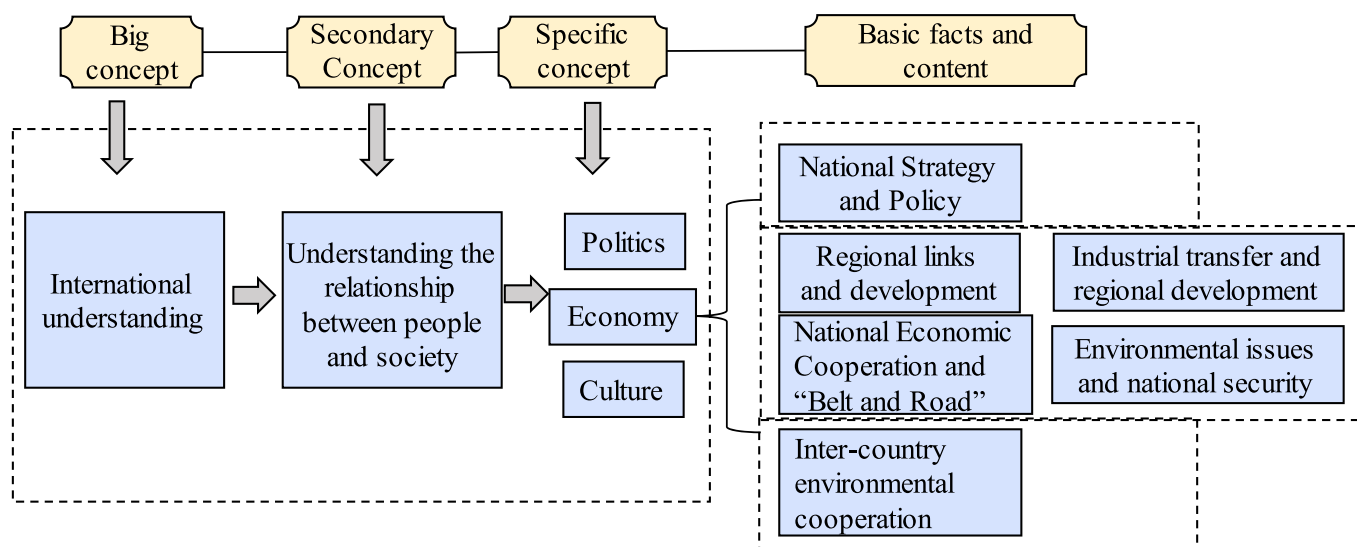 Big
concept
Secondary
Concept
Specific
concept
Basic facts and
content
International
understanding
Understanding the
relationship
between people
and society
Politics
Economy
Culture
National Strategy
and Policy
Regional links
and development
Industrial transfer and
regional development
National Economic
Cooperation and
“Belt and Road”
Environmental issues
and national security
Inter-country
environmental
cooperation